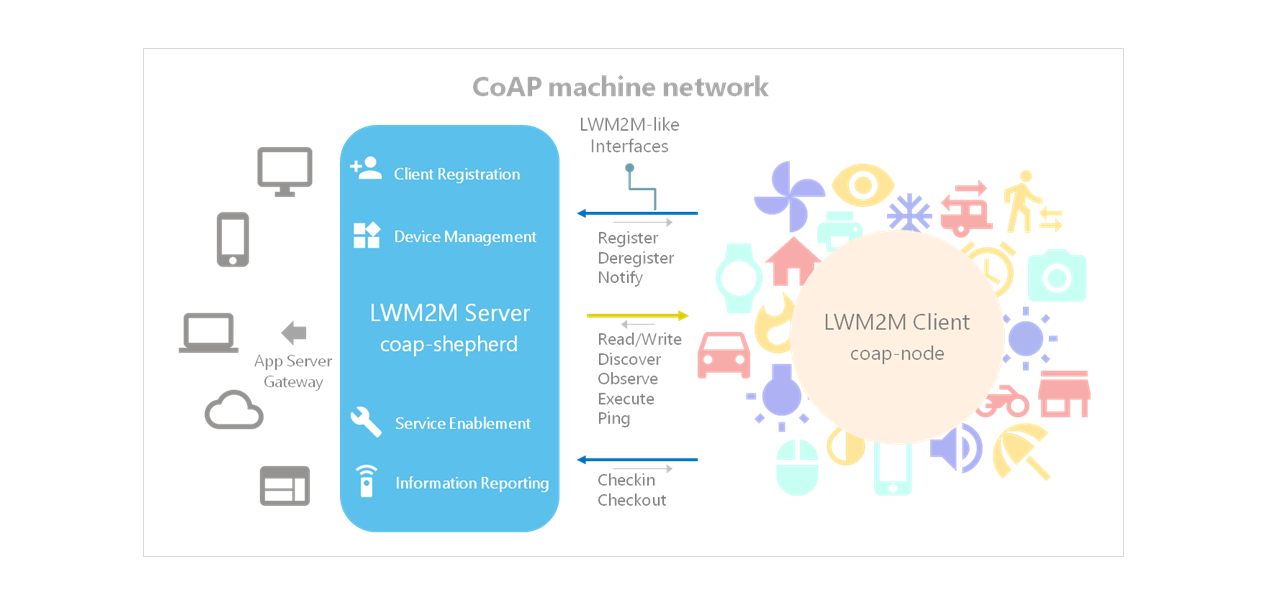 CoAP machine network
LWM2M-like
Interfaces
Client Registration
Device Management
LWM2M Server
coap-shepherd
Service Enablement
Information Reporting
App Server
Gateway
Register
Deregister
Notify
Read/Write
Discover
Observe
Execute
Ping
Checkin
Checkout
LWM2M Client
coap-node